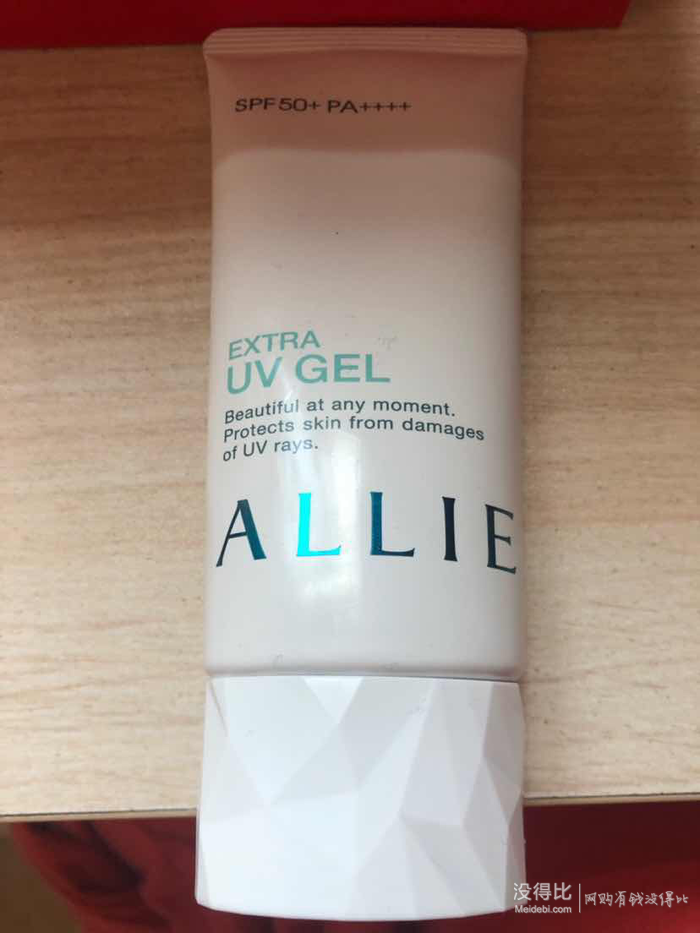 SPF50+ PA++++
EXTRA
UV GEL
Beautiful at any moment.
Protects skin from damages
of UV rays.
ALLIE
没得比 网购有钱没得比
Meidebi.com